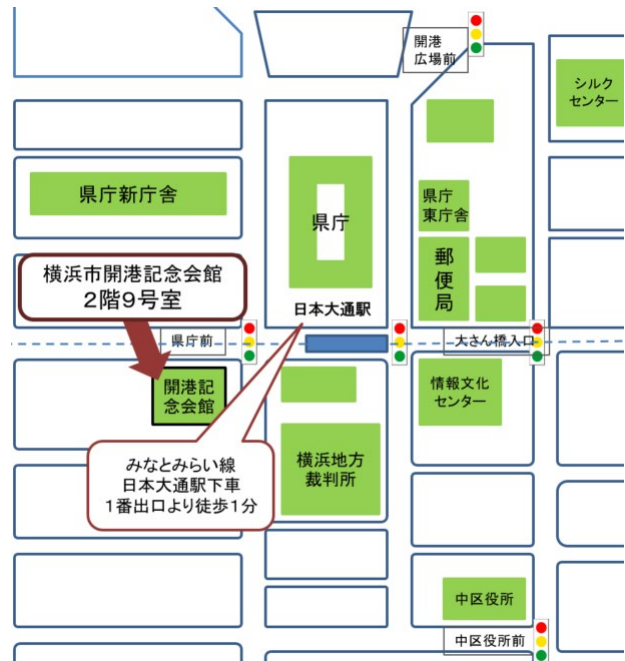 開港
広場前
シルク
センター
県庁新庁舎
県庁
県庁
東庁舎
郵
便
局
横浜市開港記念会館
2階9号室
日本大通駅
県庁前
大さん橋入口
開港記
念会館
情報文化
センター
みなとみらい線
日本大通駅下車
1番出口より徒歩1分
横浜地方
裁判所
中区役所
中区役所前